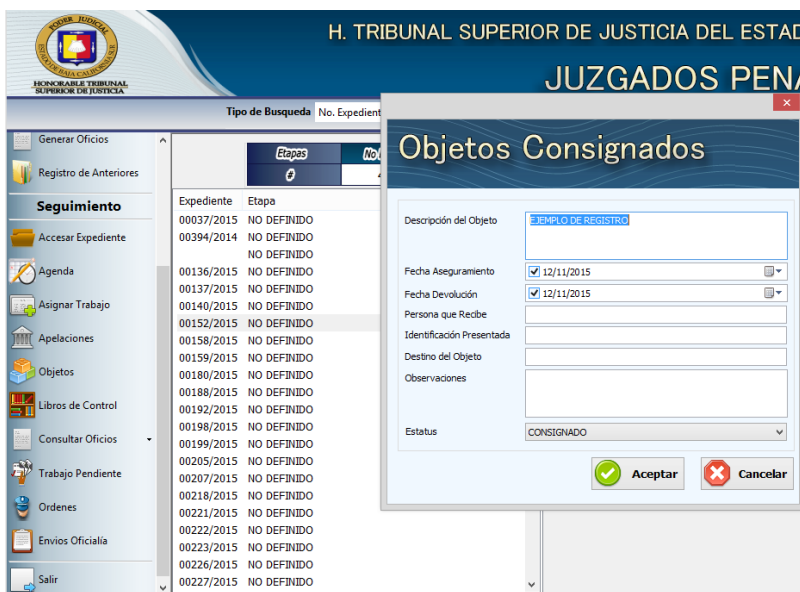 PODER JUDICIAL
ESTADO DE BAJA CALIFORNIA
HONORABLE TRIBUNAL
SUPERIOR DE JUSTICIA
H. TRIBUNAL SUPERIOR DE JUSTICIA DEL ESTAD
JUZGADOS PENA
Tipo de Busqueda No. Expedient
Generar Oficios
Registro de Anteriores
Seguimiento
Accesar Expediente
Agenda
Asignar Trabajo
Apelaciones
Objetos
Libros de Control
Consultar Oficios
Trabajo Pendiente
Ordenes
Envios Oficialía
Salir
Etapas No
#
Expediente Etapa
00037/2015 NO DEFINIDO
00394/2014 NO DEFINIDO
NO DEFINIDO
00136/2015 NO DEFINIDO
00137/2015 NO DEFINIDO
00140/2015 NO DEFINIDO
00152/2015 NO DEFINIDO
00158/2015 NO DEFINIDO
00159/2015 NO DEFINIDO
00180/2015 NO DEFINIDO
00188/2015 NO DEFINIDO
00192/2015 NO DEFINIDO
00198/2015 NO DEFINIDO
00199/2015 NO DEFINIDO
00205/2015 NO DEFINIDO
00207/2015 NO DEFINIDO
00218/2015 NO DEFINIDO
00221/2015 NO DEFINIDO
00222/2015 NO DEFINIDO
00223/2015 NO DEFINIDO
00226/2015 NO DEFINIDO
00227/2015 NO DEFINIDO
Objetos Consignados
Descripción del Objeto EJEMPLO DE REGISTRO
Fecha Aseguramiento 12/11/2015
Fecha Devolución 12/11/2015
Persona que Recibe
Identificación Presentada
Destino del Objeto
Observaciones
Estatus CONSIGNADO
Aceptar Cancelar